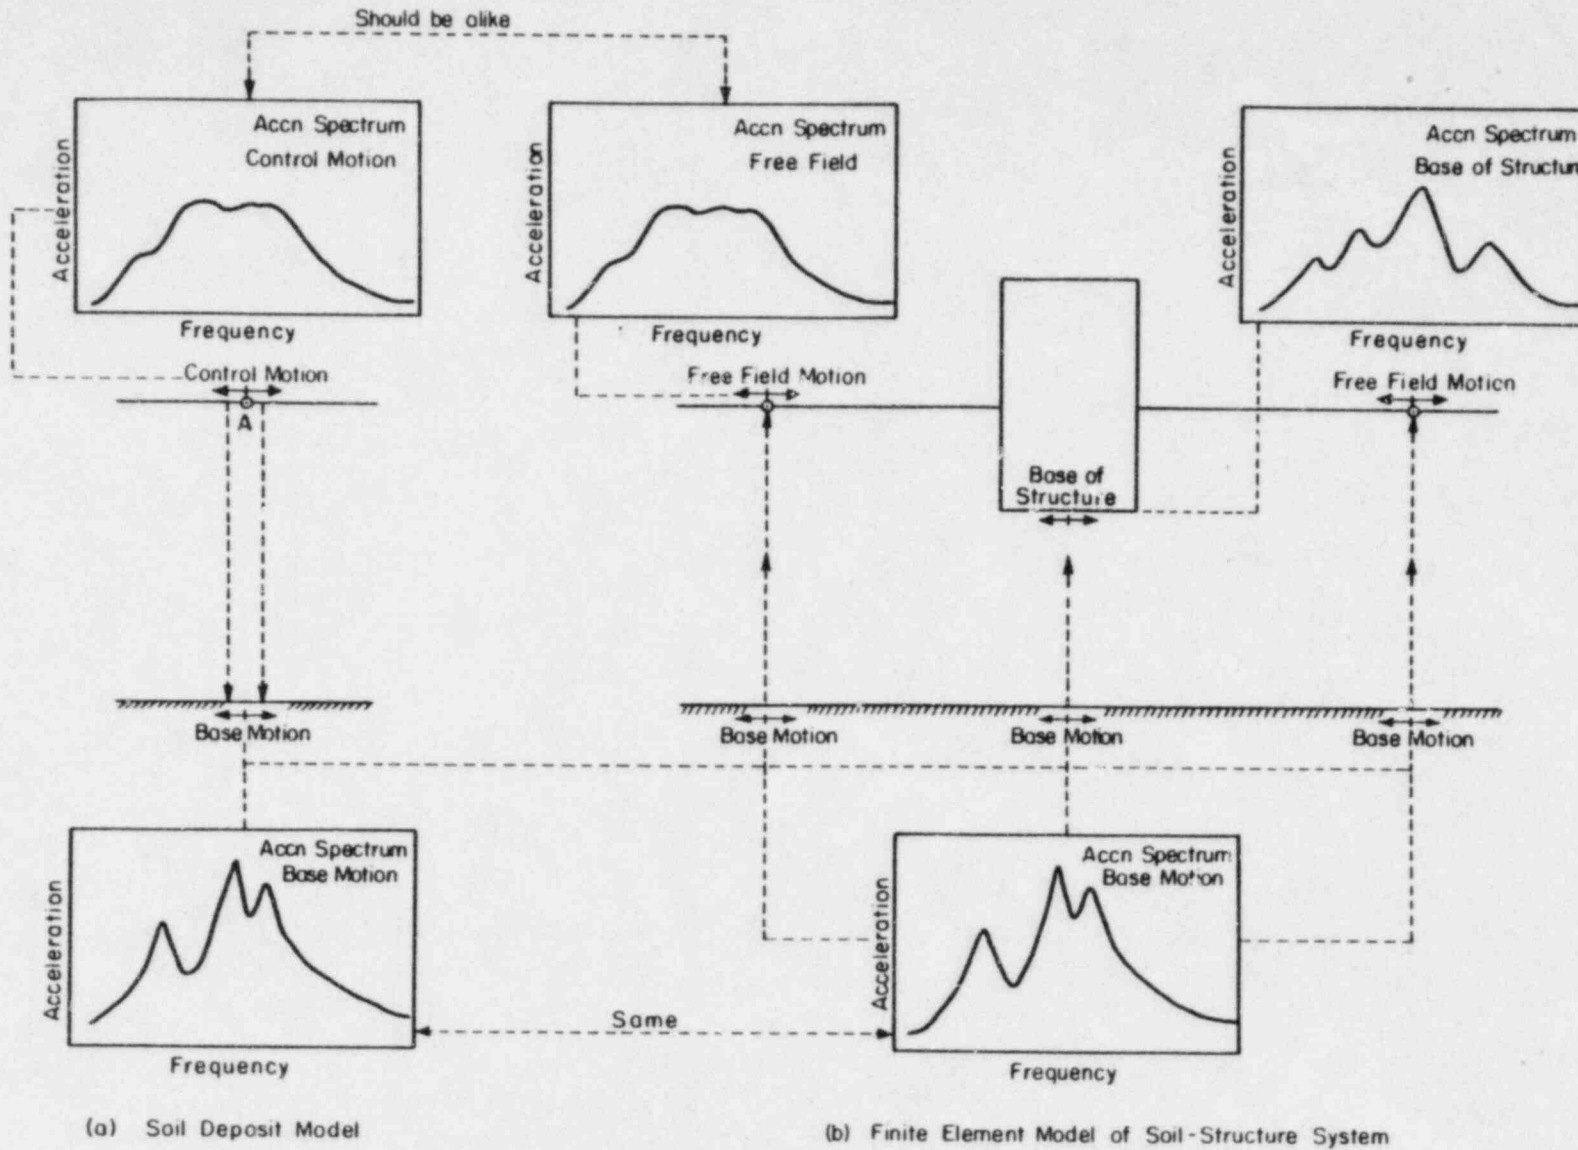 Should be alike
Accn Spectrum
Control Motion
Acceleration
Frequency
Accn Spectrum
Free Field
Acceleration
Frequency
Accn Spectrum
Base of Structur
Acceleration
Frequency
Control Motion
A
Free Field Motion
Free Field Motion
Base of
Structure
Base Motion
Base Motion
Base Motion
Base Motion
Accn Spectrum
Base Motion
Acceleration
Frequency
Same
Accn Spectrum
Base Motion
Acceleration
Frequency
(a) Soil Deposit Model
(b) Finite Element Model of Soil-Structure System